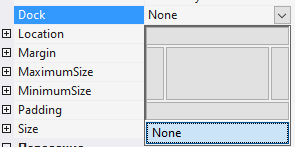 Dock None
Location
Margin
MaximumSize
MinimumSize
Padding
None
Size